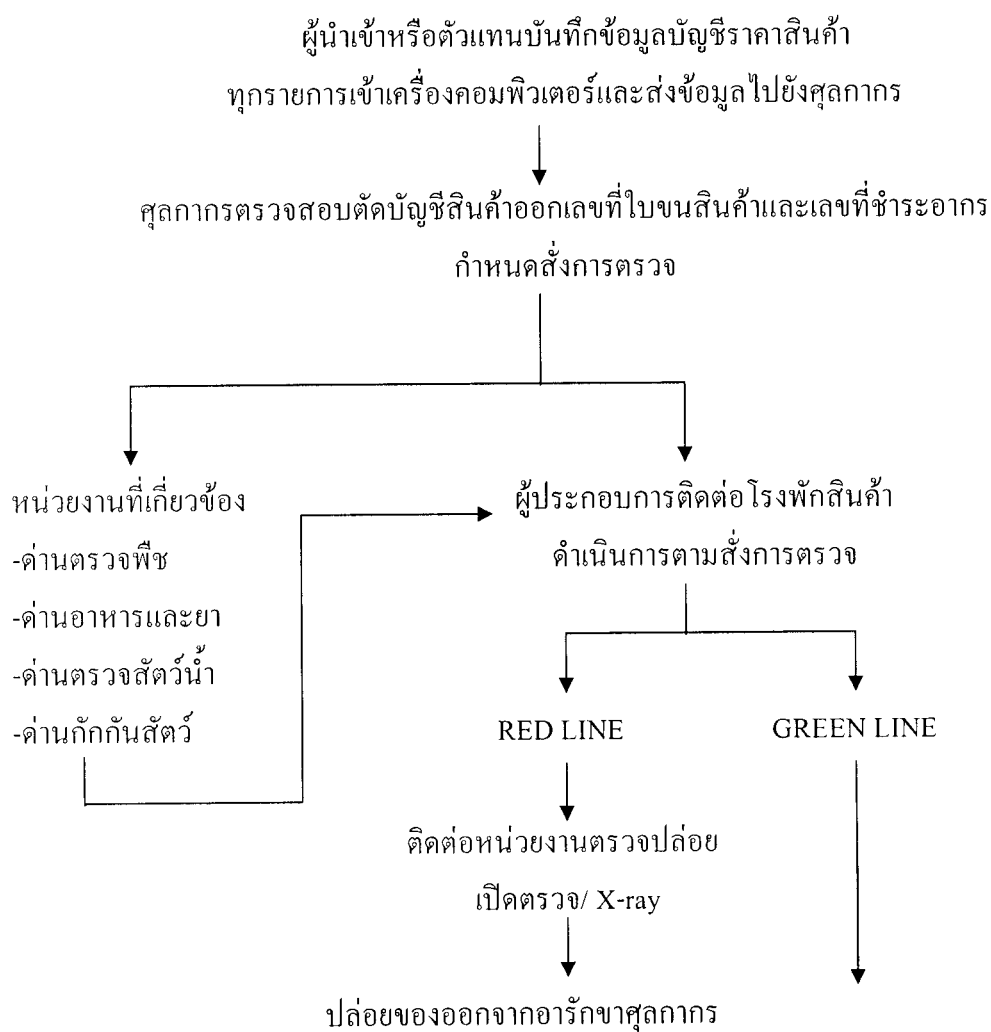 ผู้นำเข้าหรือตัวแทนบันทึกข้อมูลบัญชีราคาสินค้า
ทุกรายการเข้าเครื่องคอมพิวเตอร์และส่งข้อมูลไปยังศุลกากร
ศุลกากรตรวจสอบตัดบัญชีสินค้าออกเลขที่ใบขนสินค้าและเลขที่ชำระอากร
กำหนดสั่งการตรวจ
หน่วยงานที่เกี่ยวข้อง
-ด่านตรวจพืช
-ด่านอาหารและยา
-ด่านตรวจสัตว์น้ำ
-ด่านกักกันสัตว์
ผู้ประกอบการติดต่อโรงพักสินค้า
ดำเนินการตามสั่งการตรวจ
RED LINE
GREEN LINE
ติดต่อหน่วยงานตรวจปล่อย
เปิดตรวจ/ X-ray
ปล่อยของออกจากอารักขาศุลกากร